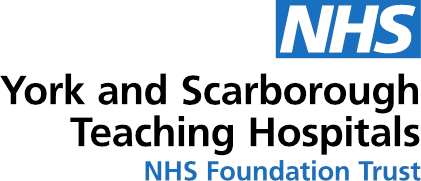 NHS
York and Scarborough
Teaching Hospitals
NHS Foundation Trust